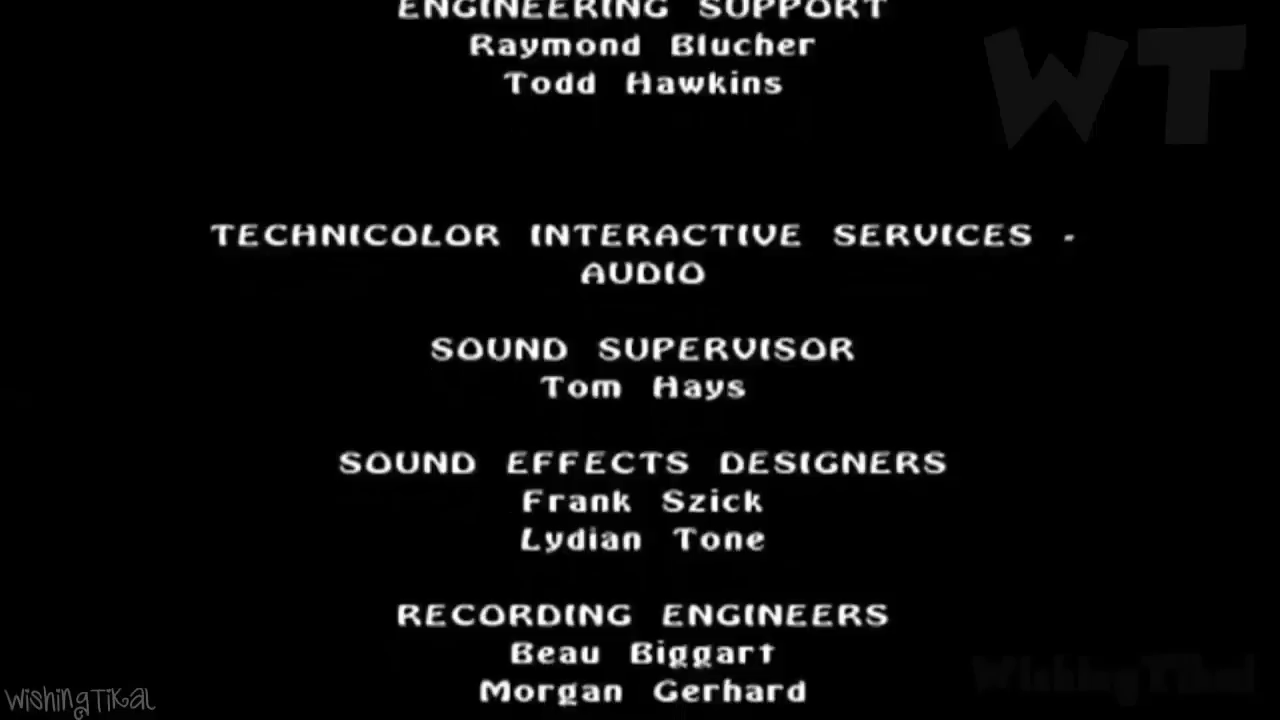 ENGINEERING SUPPORT
Raymond Blucher
Todd Hawkins
WT
TECHNICOLOR INTERACTIVE SERVICES -
AUDIO
SOUND SUPERVISOR
Tom Hays
SOUND EFFECTS DESIGNERS
Frank Szick
Lydian Tone
RECORDING ENGINEERS
Beau Biggart
Morgan Gerhard
WishingTikal
WishingTikal